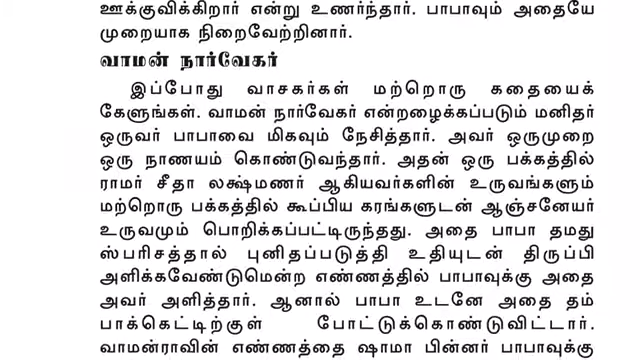 ஊக்குவிக்கிறார் என்று உணர்ந்தார். பாபாவும் அதையே
முறையாக நிறைவேற்றினார்.
வாமன் நார்வேகர்
இப்போது வாசகர்கள் மற்றொரு கதையைக்
கேளுங்கள். வாமன் நார்வேகர் என்றழைக்கப்படும் மனிதர்
ஒருவர் பாபாவை மிகவும் நேசித்தார். அவர் ஒருமுறை
ஒரு நாணயம் கொண்டுவந்தார். அதன் ஒரு பக்கத்தில்
ராமர் சீதா லக்ஷ்மணர் ஆகியவர்களின் உருவங்களும்
மற்றொரு பக்கத்தில் கூப்பிய கரங்களுடன் ஆஞ்சனேயர்
உருவமும் பொறிக்கப்பட்டிருந்தது. அதை பாபா தமது
ஸ்பரிசத்தால் புனிதப்படுத்தி உதியுடன் திருப்பி
அளிக்கவேண்டுமென்ற எண்ணத்தில் பாபாவுக்கு அதை
அவர் அளித்தார். ஆனால் பாபா உடனே அதை தம்
பாக்கெட்டிற்குள் போட்டுக்கொண்டுவிட்டார்.
வாமன்ராவின் எண்ணத்தை ஷாமா பின்னர் பாபாவுக்கு